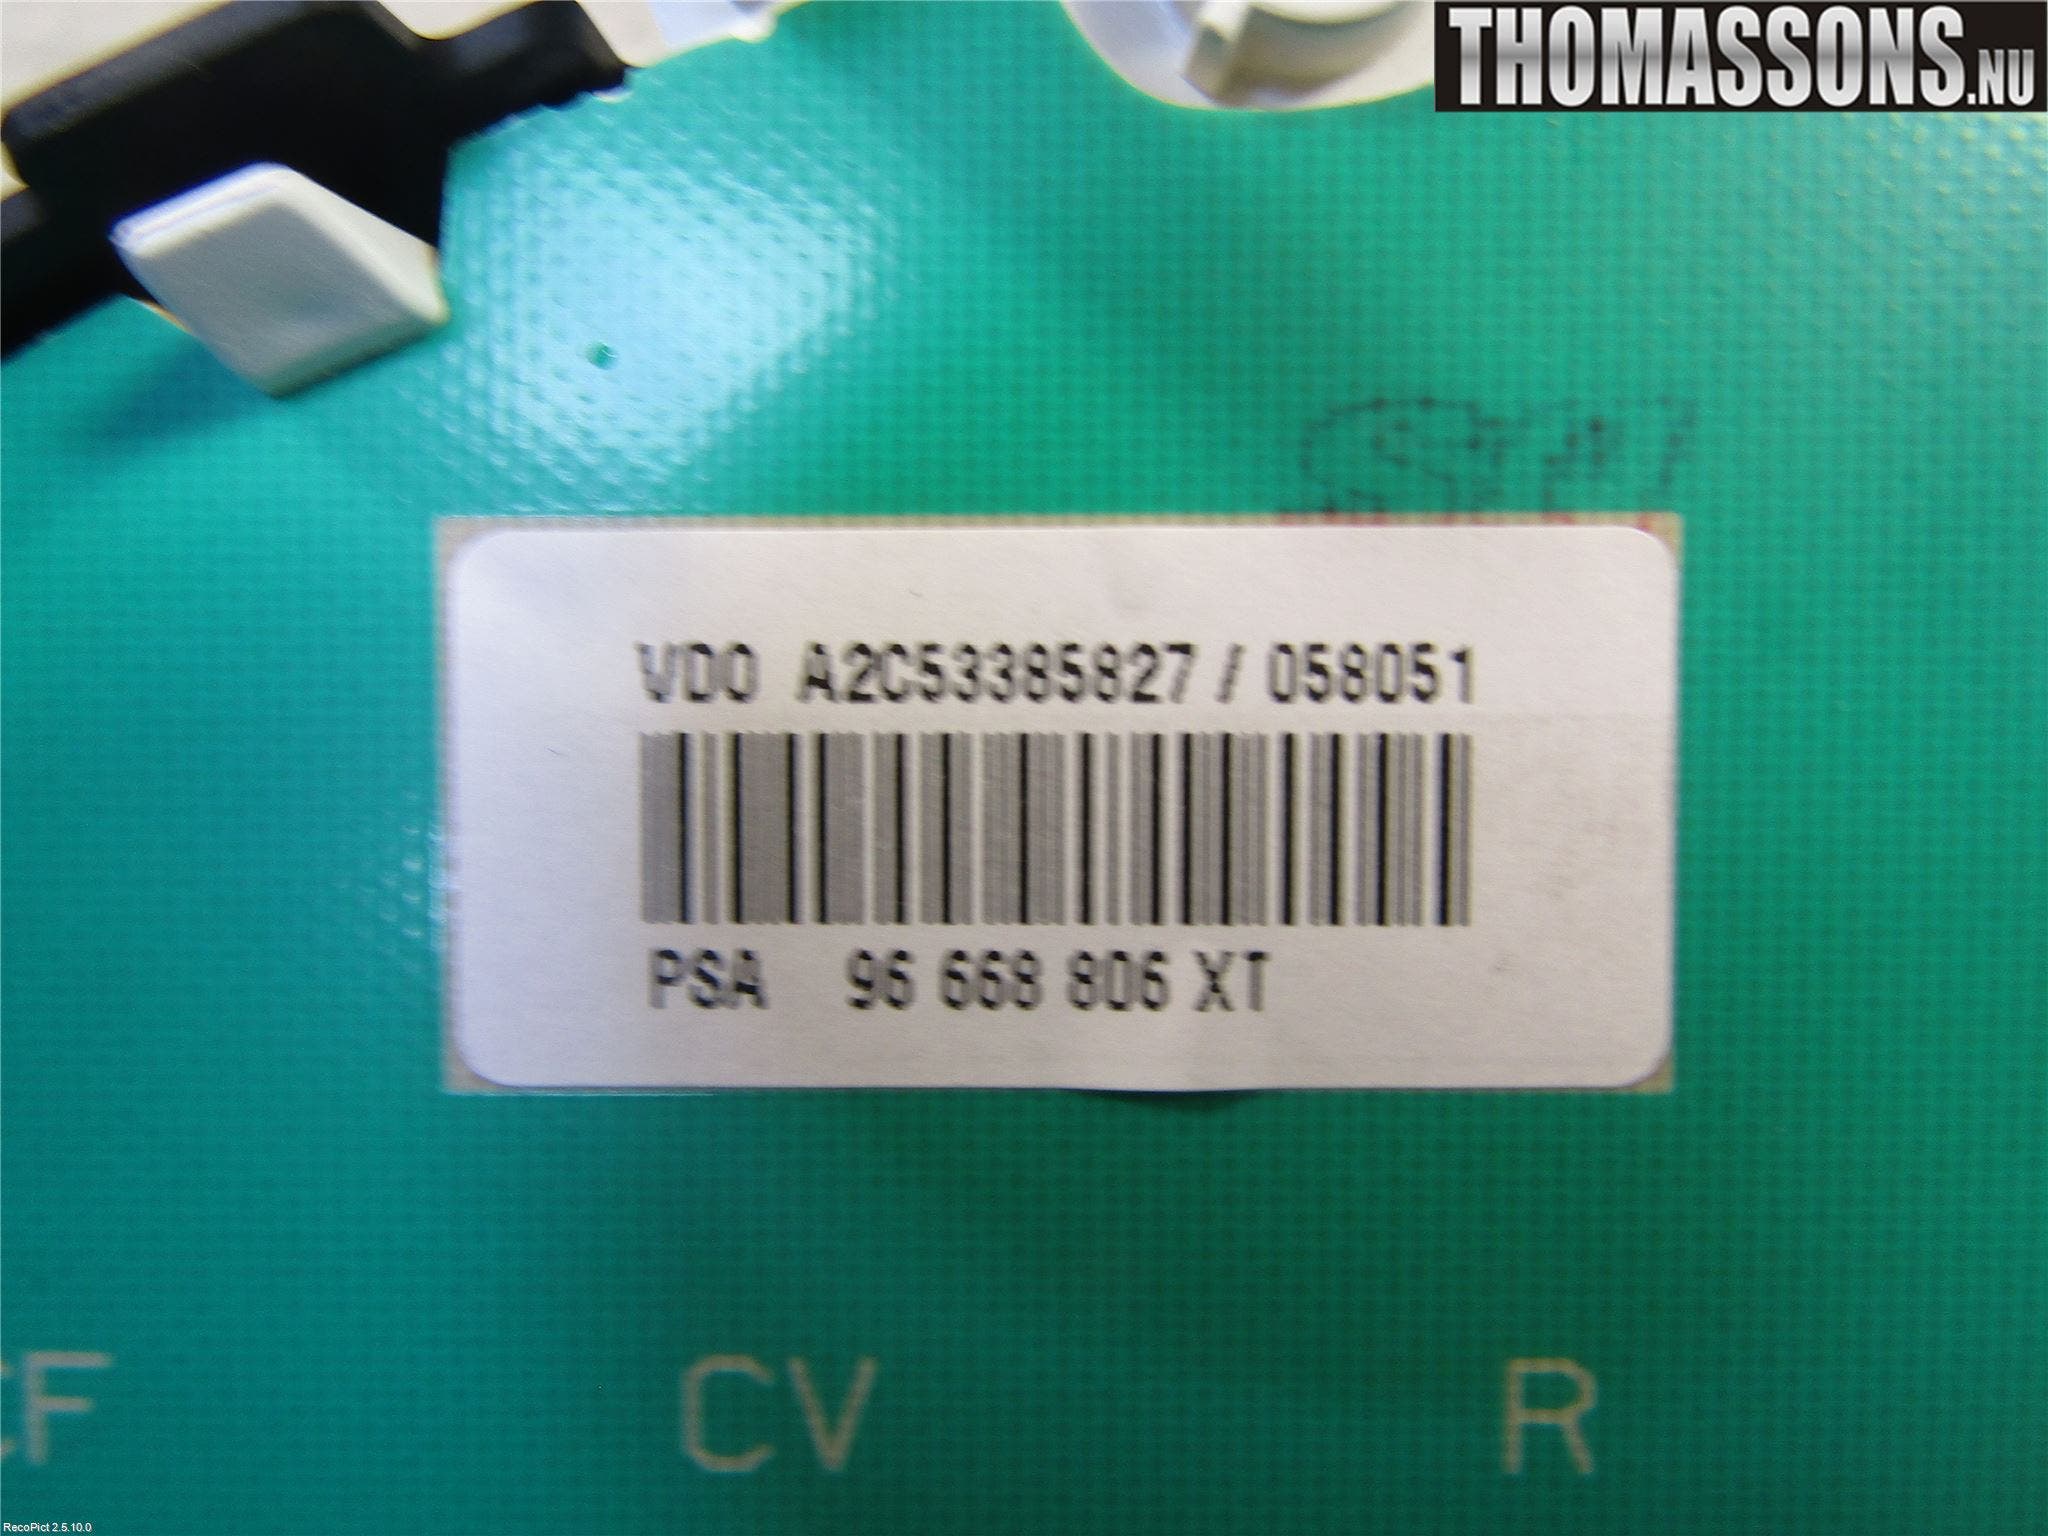 THOMASSONS.NU
VDO A2C53385827 / 058051
PSA 96 668 806 XT
CF CV R
RecoPict 2.5.10.0